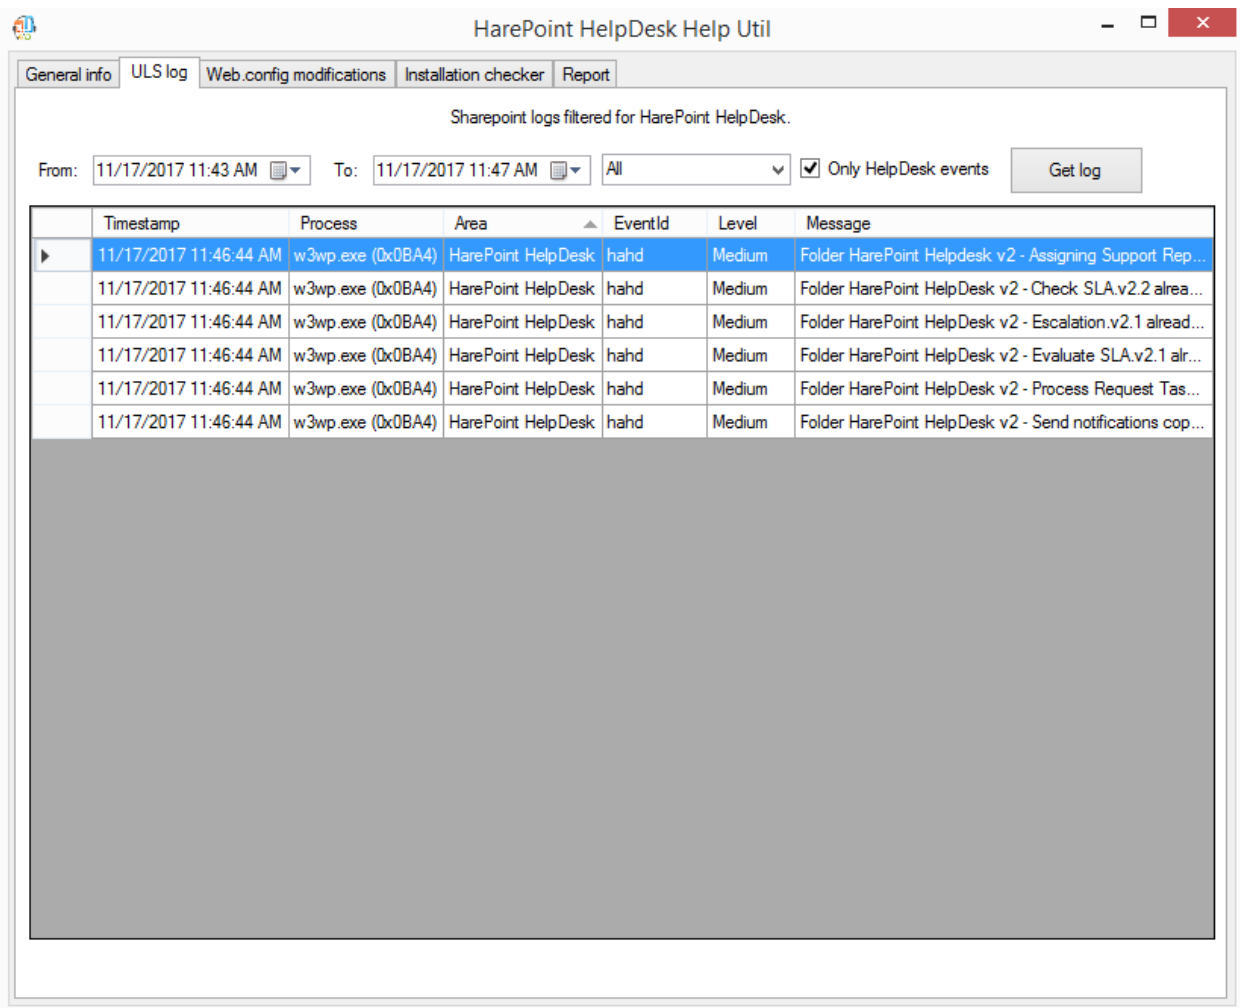 HarePoint HelpDesk Help Util
General info ULS log Web.config modifications Installation checker Report
Sharepoint logs filtered for HarePoint HelpDesk.
From: 11/17/2017 11:43 AM To: 11/17/2017 11:47 AM All Only HelpDesk events Get log
Timestamp Process Area EventId Level Message
11/17/2017 11:46:44 AM w3wp.exe (0x0BA4) HarePoint HelpDesk hahd Medium Folder HarePoint Helpdesk v2 - Assigning Support Rep...
11/17/2017 11:46:44 AM w3wp.exe (0x0BA4) HarePoint HelpDesk hahd Medium Folder HarePoint HelpDesk v2 - Check SLA.v2.2 alrea...
11/17/2017 11:46:44 AM w3wp.exe (0x0BA4) HarePoint HelpDesk hahd Medium Folder HarePoint HelpDesk v2 - Escalation.v2.1 alread...
11/17/2017 11:46:44 AM w3wp.exe (0x0BA4) HarePoint HelpDesk hahd Medium Folder HarePoint HelpDesk v2 - Evaluate SLA.v2.1 alr...
11/17/2017 11:46:44 AM w3wp.exe (0x0BA4) HarePoint HelpDesk hahd Medium Folder HarePoint HelpDesk v2 - Process Request Tas...
11/17/2017 11:46:44 AM w3wp.exe (0x0BA4) HarePoint HelpDesk hahd Medium Folder HarePoint HelpDesk v2 - Send notifications cop...